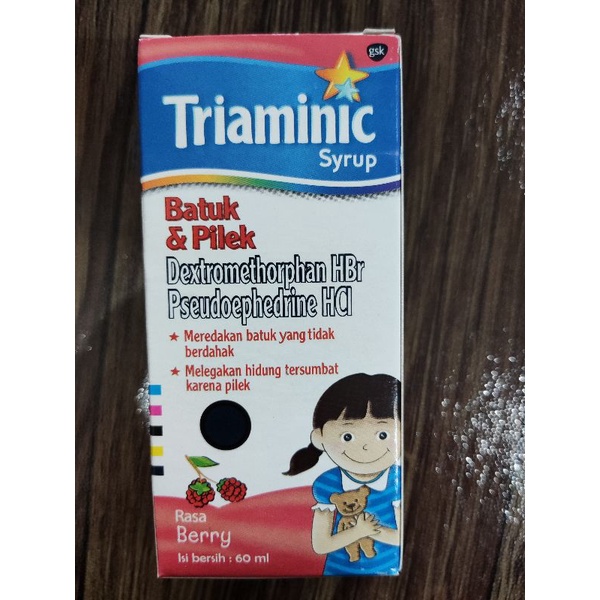 gsk
Triaminic
Syrup
Batuk
& Pilek
Dextromethorphan HBr
Pseudoephedrine HCl
★ Meredakan batuk yang tidak
berdahak
★ Melegakan hidung tersumbat
karena pilek
Rasa
Berry
Isi bersih : 60 ml